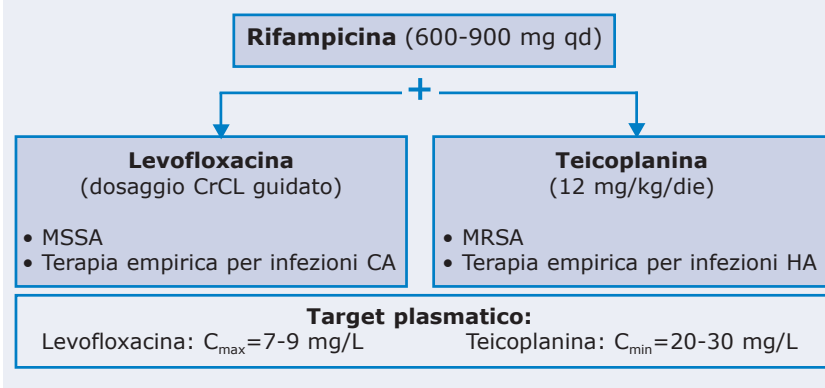 Rifampicina (600-900 mg qd)
+
Levofloxacina
(dosaggio CrCL guidato)
• MSSA
• Terapia empirica per infezioni CA
Teicoplanina
(12 mg/kg/die)
• MRSA
• Terapia empirica per infezioni HA
Target plasmatico:
Levofloxacina: Cmax=7-9 mg/L Teicoplanina: Cmin=20-30 mg/L